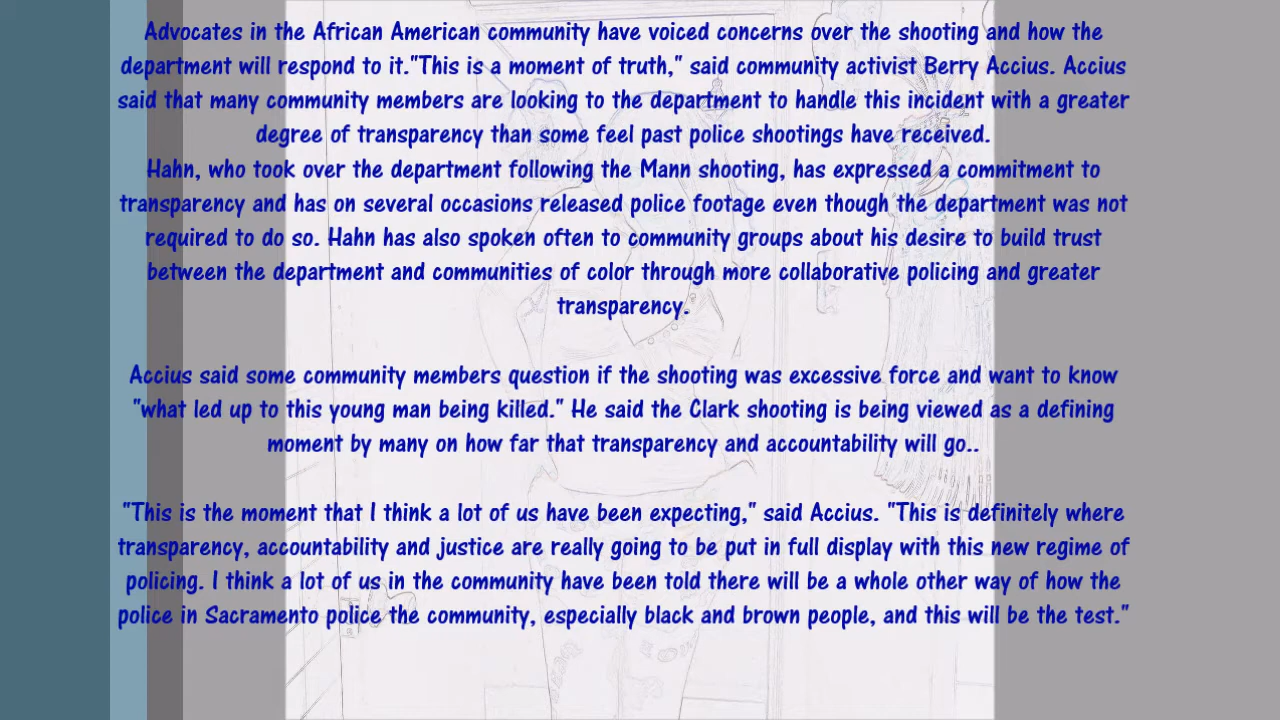 Advocates in the African American community have voiced concerns over the shooting and how the
department will respond to it."This is a moment of truth," said community activist Berry Accius. Accius
said that many community members are looking to the department to handle this incident with a greater
degree of transparency than some feel past police shootings have received.
Hahn, who took over the department following the Mann shooting, has expressed a commitment to
transparency and has on several occasions released police footage even though the department was not
required to do so. Hahn has also spoken often to community groups about his desire to build trust
between the department and communities of color through more collaborative policing and greater
transparency.
Accius said some community members question if the shooting was excessive force and want to know
"what led up to this young man being killed." He said the Clark shooting is being viewed as a defining
moment by many on how far that transparency and accountability will go..
"This is the moment that I think a lot of us have been expecting," said Accius. "This is definitely where
transparency, accountability and justice are really going to be put in full display with this new regime of
policing. I think a lot of us in the community have been told there will be a whole other way of how the
police in Sacramento police the community, especially black and brown people, and this will be the test."